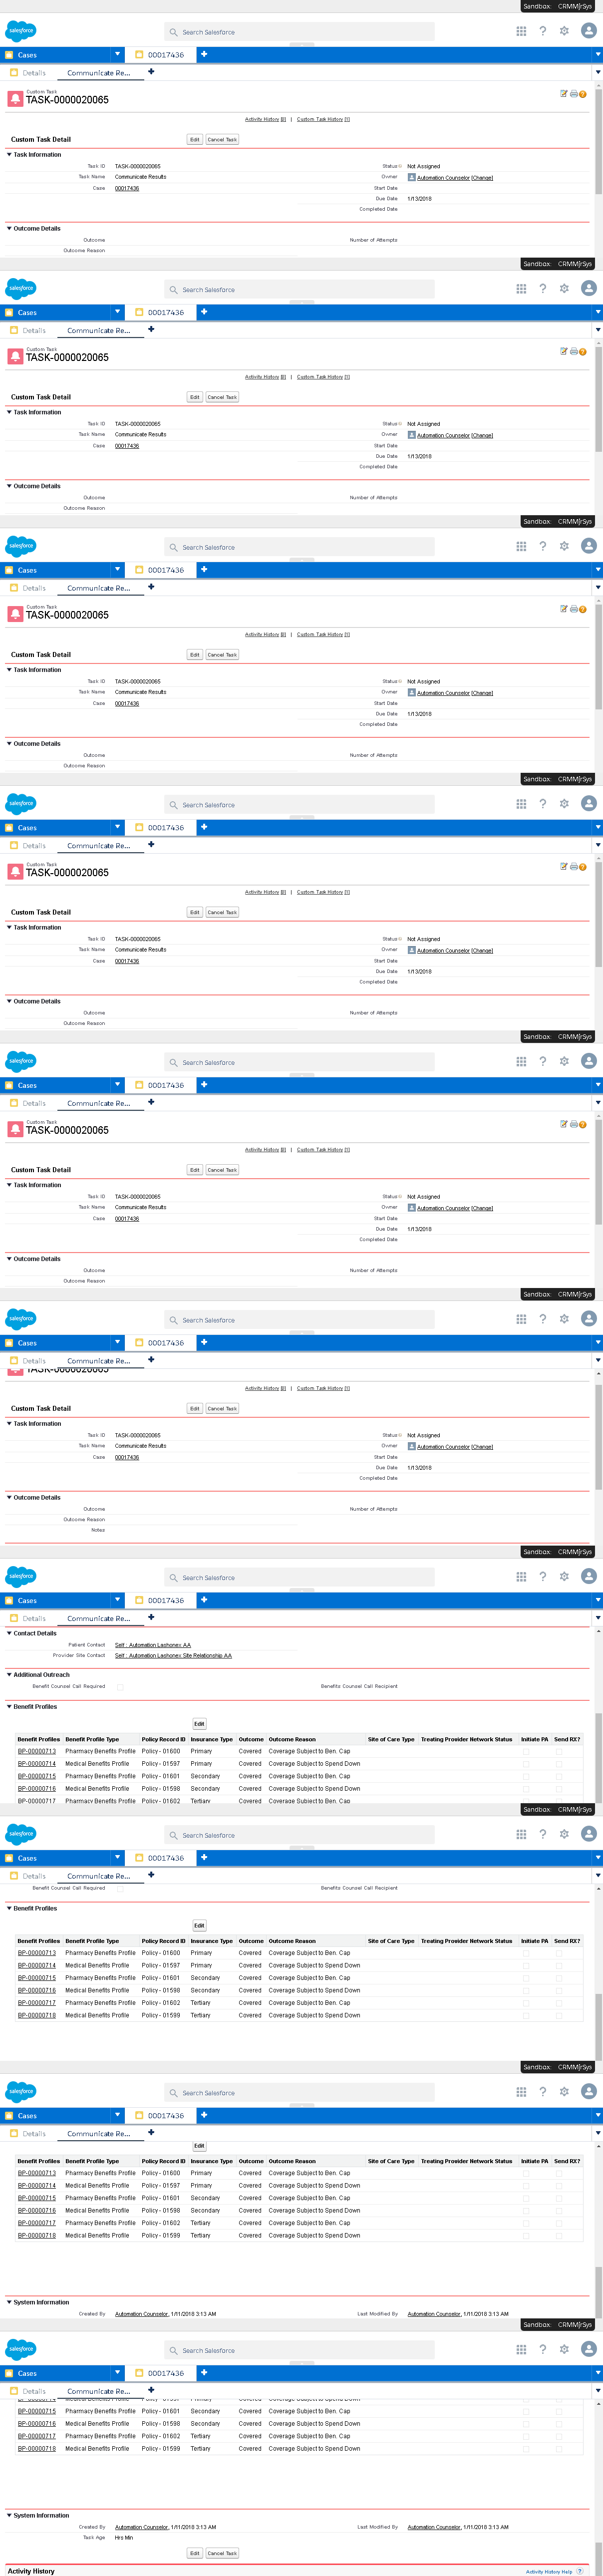 Sandbox: CRMMJrSys
salesforce Search Salesforce
Cases 00017436
Details Communicate Re...
Custom Task
TASK-0000020065
Activity History [0] | Custom Task History [1]
Custom Task Detail Edit Cancel Task
Task Information
Task ID TASK-0000020065 Status Not Assigned
Task Name Communicate Results Owner Automation Counselor [Change]
Case 00017436 Start Date
Due Date 1/13/2018
Completed Date
Outcome Details
Outcome Number of Attempts
Outcome Reason
Sandbox: CRMMJrSys
salesforce Search Salesforce
Cases 00017436
Details Communicate Re...
Custom Task
TASK-0000020065
Activity History [0] | Custom Task History [1]
Custom Task Detail Edit Cancel Task
Task Information
Task ID TASK-0000020065 Status Not Assigned
Task Name Communicate Results Owner Automation Counselor [Change]
Case 00017436 Start Date
Due Date 1/13/2018
Completed Date
Outcome Details
Outcome Number of Attempts
Outcome Reason
Sandbox: CRMMJrSys
salesforce Search Salesforce
Cases 00017436
Details Communicate Re...
Custom Task
TASK-0000020065
Activity History [0] | Custom Task History [1]
Custom Task Detail Edit Cancel Task
Task Information
Task ID TASK-0000020065 Status Not Assigned
Task Name Communicate Results Owner Automation Counselor [Change]
Case 00017436 Start Date
Due Date 1/13/2018
Completed Date
Outcome Details
Outcome Number of Attempts
Outcome Reason
Sandbox: CRMMJrSys
salesforce Search Salesforce
Cases 00017436
Details Communicate Re...
Custom Task
TASK-0000020065
Activity History [0] | Custom Task History [1]
Custom Task Detail Edit Cancel Task
Task Information
Task ID TASK-0000020065 Status Not Assigned
Task Name Communicate Results Owner Automation Counselor [Change]
Case 00017436 Start Date
Due Date 1/13/2018
Completed Date
Outcome Details
Outcome Number of Attempts
Outcome Reason
Sandbox: CRMMJrSys
salesforce Search Salesforce
Cases 00017436
Details Communicate Re...
Custom Task
TASK-0000020065
Activity History [0] | Custom Task History [1]
Custom Task Detail Edit Cancel Task
Task Information
Task ID TASK-0000020065 Status Not Assigned
Task Name Communicate Results Owner Automation Counselor [Change]
Case 00017436 Start Date
Due Date 1/13/2018
Completed Date
Outcome Details
Outcome Number of Attempts
Outcome Reason
Sandbox: CRMMJrSys
salesforce Search Salesforce
Cases 00017436
Details Communicate Re...
TASK-0000020065
Activity History [0] | Custom Task History [1]
Custom Task Detail Edit Cancel Task
Task Information
Task ID TASK-0000020065 Status Not Assigned
Task Name Communicate Results Owner Automation Counselor [Change]
Case 00017436 Start Date
Due Date 1/13/2018
Completed Date
Outcome Details
Outcome Number of Attempts
Outcome Reason
Notes
Sandbox: CRMMJrSys
salesforce Search Salesforce
Cases 00017436
Details Communicate Re...
Contact Details
Patient Contact Self : Automation Lashonex AA
Provider Site Contact Self : Automation Lashonex Site Relationship AA
Additional Outreach
Benefit Counsel Call Required Benefits Counsel Call Recipient
Benefit Profiles
Edit
Benefit Profiles Benefit Profile Type Policy Record ID Insurance Type Outcome Outcome Reason Site of Care Type Treating Provider Network Status Initiate PA Send RX?
BP-00000713 Pharmacy Benefits Profile Policy - 01600 Primary Covered Coverage Subject to Ben. Cap
BP-00000714 Medical Benefits Profile Policy - 01597 Primary Covered Coverage Subject to Spend Down
BP-00000715 Pharmacy Benefits Profile Policy - 01601 Secondary Covered Coverage Subject to Ben. Cap
BP-00000716 Medical Benefits Profile Policy - 01598 Secondary Covered Coverage Subject to Spend Down
BP-00000717 Pharmacy Benefits Profile Policy - 01602 Tertiary Covered Coverage Subject to Ben. Cap
Sandbox: CRMMJrSys
salesforce Search Salesforce
Cases 00017436
Details Communicate Re...
Benefit Counsel Call Required Benefits Counsel Call Recipient
Benefit Profiles
Edit
Benefit Profiles Benefit Profile Type Policy Record ID Insurance Type Outcome Outcome Reason Site of Care Type Treating Provider Network Status Initiate PA Send RX?
BP-00000713 Pharmacy Benefits Profile Policy - 01600 Primary Covered Coverage Subject to Ben. Cap
BP-00000714 Medical Benefits Profile Policy - 01597 Primary Covered Coverage Subject to Spend Down
BP-00000715 Pharmacy Benefits Profile Policy - 01601 Secondary Covered Coverage Subject to Ben. Cap
BP-00000716 Medical Benefits Profile Policy - 01598 Secondary Covered Coverage Subject to Spend Down
BP-00000717 Pharmacy Benefits Profile Policy - 01602 Tertiary Covered Coverage Subject to Ben. Cap
BP-00000718 Medical Benefits Profile Policy - 01599 Tertiary Covered Coverage Subject to Spend Down
Sandbox: CRMMJrSys
salesforce Search Salesforce
Cases 00017436
Details Communicate Re...
Edit
Benefit Profiles Benefit Profile Type Policy Record ID Insurance Type Outcome Outcome Reason Site of Care Type Treating Provider Network Status Initiate PA Send RX?
BP-00000713 Pharmacy Benefits Profile Policy - 01600 Primary Covered Coverage Subject to Ben. Cap
BP-00000714 Medical Benefits Profile Policy - 01597 Primary Covered Coverage Subject to Spend Down
BP-00000715 Pharmacy Benefits Profile Policy - 01601 Secondary Covered Coverage Subject to Ben. Cap
BP-00000716 Medical Benefits Profile Policy - 01598 Secondary Covered Coverage Subject to Spend Down
BP-00000717 Pharmacy Benefits Profile Policy - 01602 Tertiary Covered Coverage Subject to Ben. Cap
BP-00000718 Medical Benefits Profile Policy - 01599 Tertiary Covered Coverage Subject to Spend Down
System Information
Created By Automation Counselor, 1/11/2018 3:13 AM Last Modified By Automation Counselor, 1/11/2018 3:13 AM
Sandbox: CRMMJrSys
salesforce Search Salesforce
Cases 00017436
Details Communicate Re...
BP-00000714 Medical Benefits Profile Policy - 01597 Primary Covered Coverage Subject to Spend Down
BP-00000715 Pharmacy Benefits Profile Policy - 01601 Secondary Covered Coverage Subject to Ben. Cap
BP-00000716 Medical Benefits Profile Policy - 01598 Secondary Covered Coverage Subject to Spend Down
BP-00000717 Pharmacy Benefits Profile Policy - 01602 Tertiary Covered Coverage Subject to Ben. Cap
BP-00000718 Medical Benefits Profile Policy - 01599 Tertiary Covered Coverage Subject to Spend Down
System Information
Created By Automation Counselor, 1/11/2018 3:13 AM Last Modified By Automation Counselor, 1/11/2018 3:13 AM
Task Age Hrs Min
Edit Cancel Task
Activity History Activity History Help ?